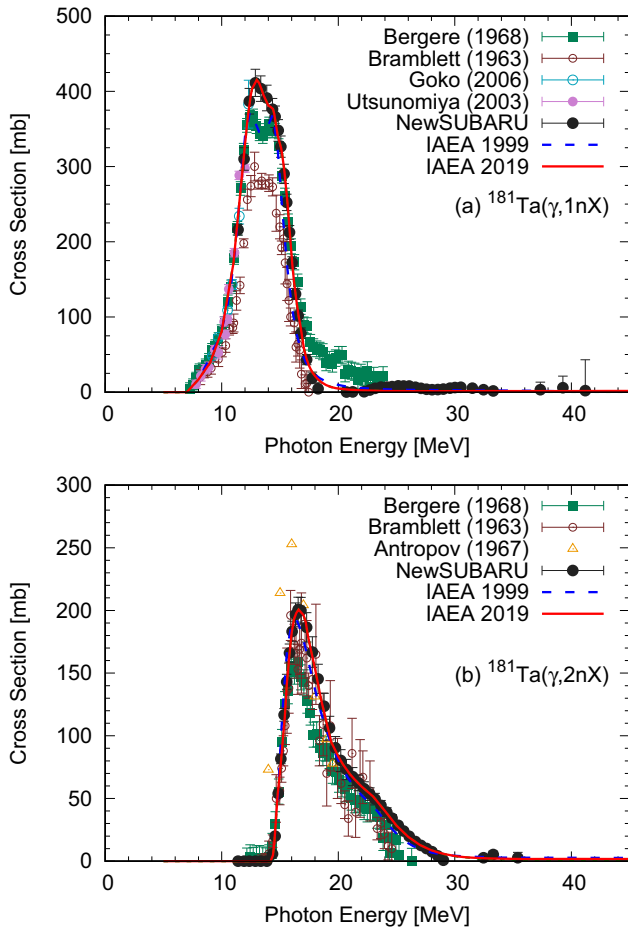 500
400
300
200
100
0
Cross Section [mb]
Bergere (1968)
Bramblett (1963)
Goko (2006)
Utsunomiya (2003)
NewSUBARU
IAEA 1999
IAEA 2019
(a) ¹⁸¹Ta(γ,1nX)
0 10 20 30 40
Photon Energy [MeV]
300
250
200
150
100
50
0
Cross Section [mb]
Bergere (1968)
Bramblett (1963)
Antropov (1967)
NewSUBARU
IAEA 1999
IAEA 2019
(b) ¹⁸¹Ta(γ,2nX)
0 10 20 30 40
Photon Energy [MeV]